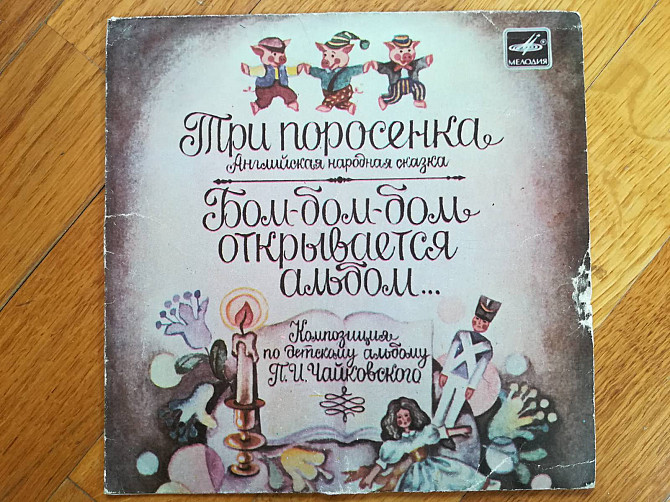 МЕЛОДИЯ
Три поросенка
Английская народная сказка
Бом-бом-бом
открывается
альбом...
Композиция
по детскому альбому
П.И.Чайковского